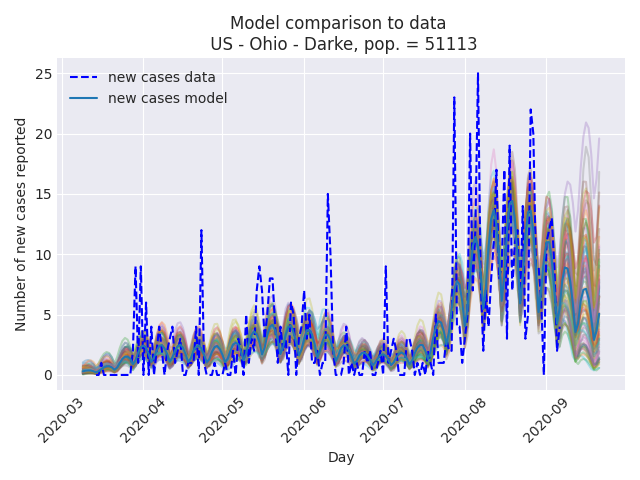 Model comparison to data
US - Ohio - Darke, pop. = 51113
Number of new cases reported
25
20
15
10
5
0
new cases data
new cases model
2020-03
2020-04
2020-05
2020-06
2020-07
2020-08
2020-09
Day